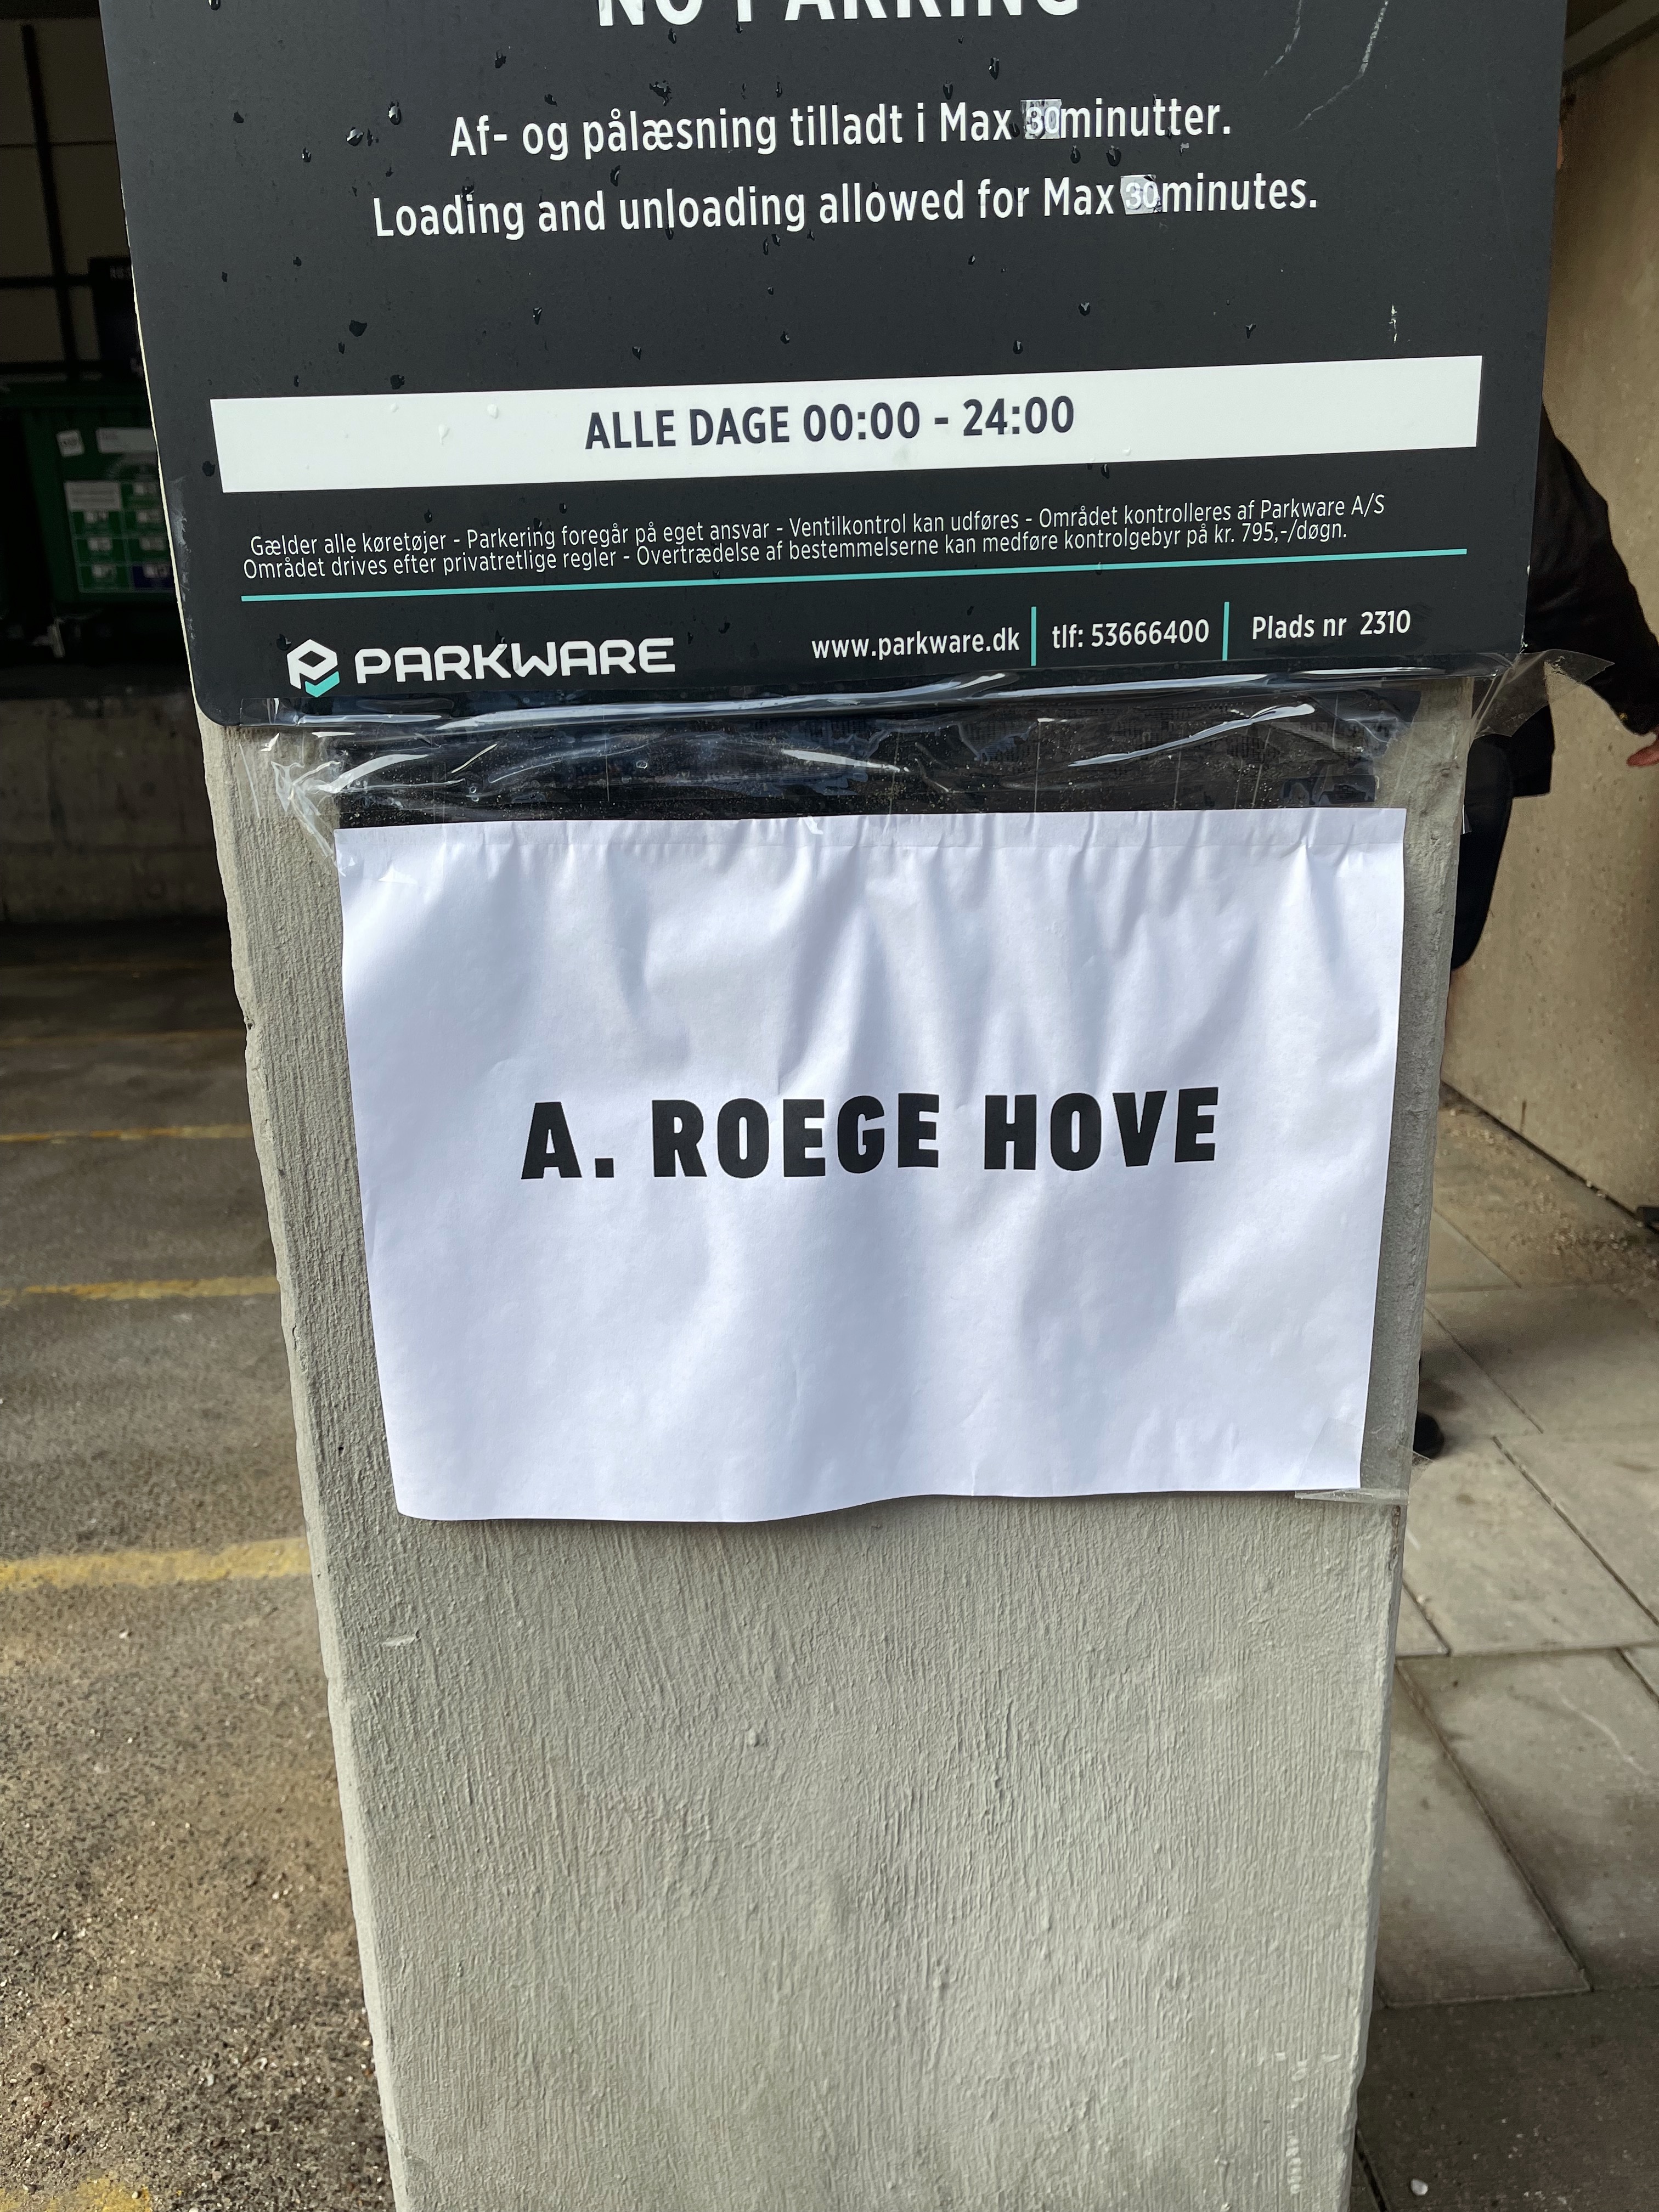 NO PARKING
Af- og pålæsning tilladt i Max 30 minutter.
Loading and unloading allowed for Max 30 minutes.
ALLE DAGE 00:00 - 24:00
Gælder alle køretøjer - Parkering foregår på eget ansvar - Ventilkontrol kan udføres - Området kontrolleres af Parkware A/S
Området drives efter privatretlige regler - Overtrædelse af bestemmelserne kan medføre kontrolgebyr på kr. 795,-/døgn.
PARKWARE www.parkware.dk tlf: 53666400 Plads nr 2310
A. ROEGE HOVE